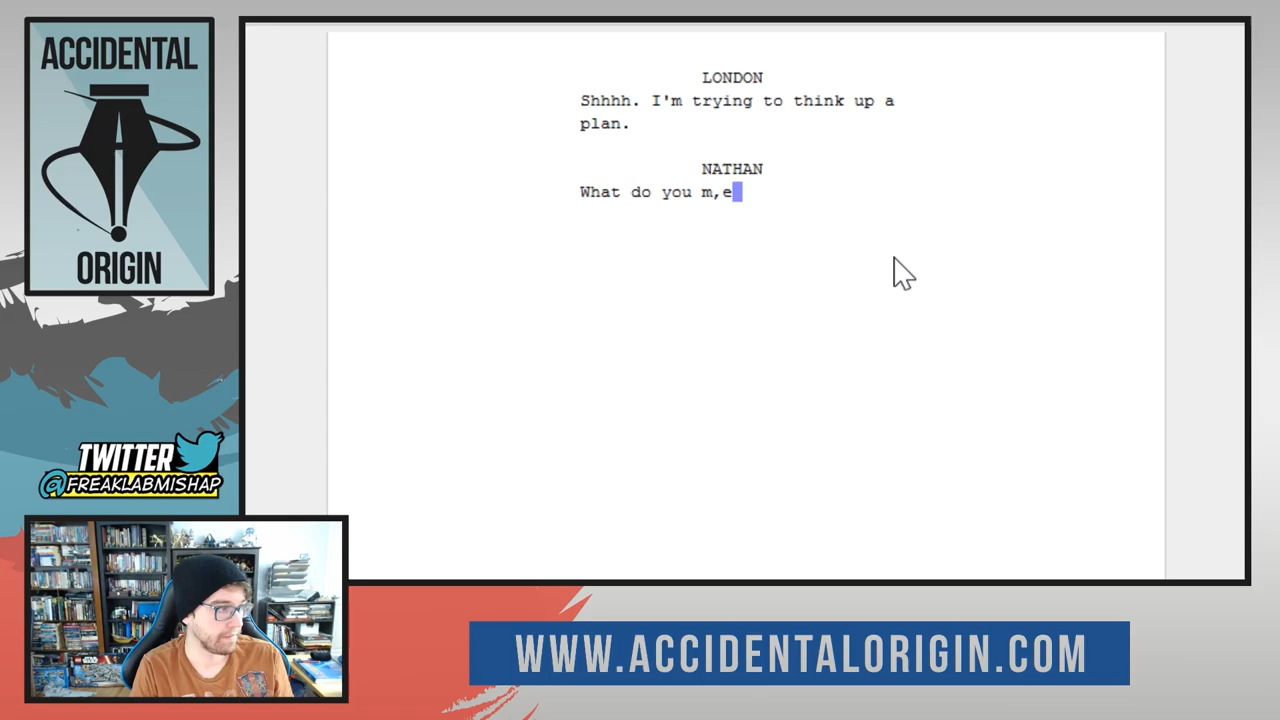 ACCIDENTAL
ORIGIN
LONDON
Shhhh. I'm trying to think up a
plan.
NATHAN
What do you m,e
TWITTER
@FREAKLABMISHAP
WWW.ACCIDENTALORIGIN.COM